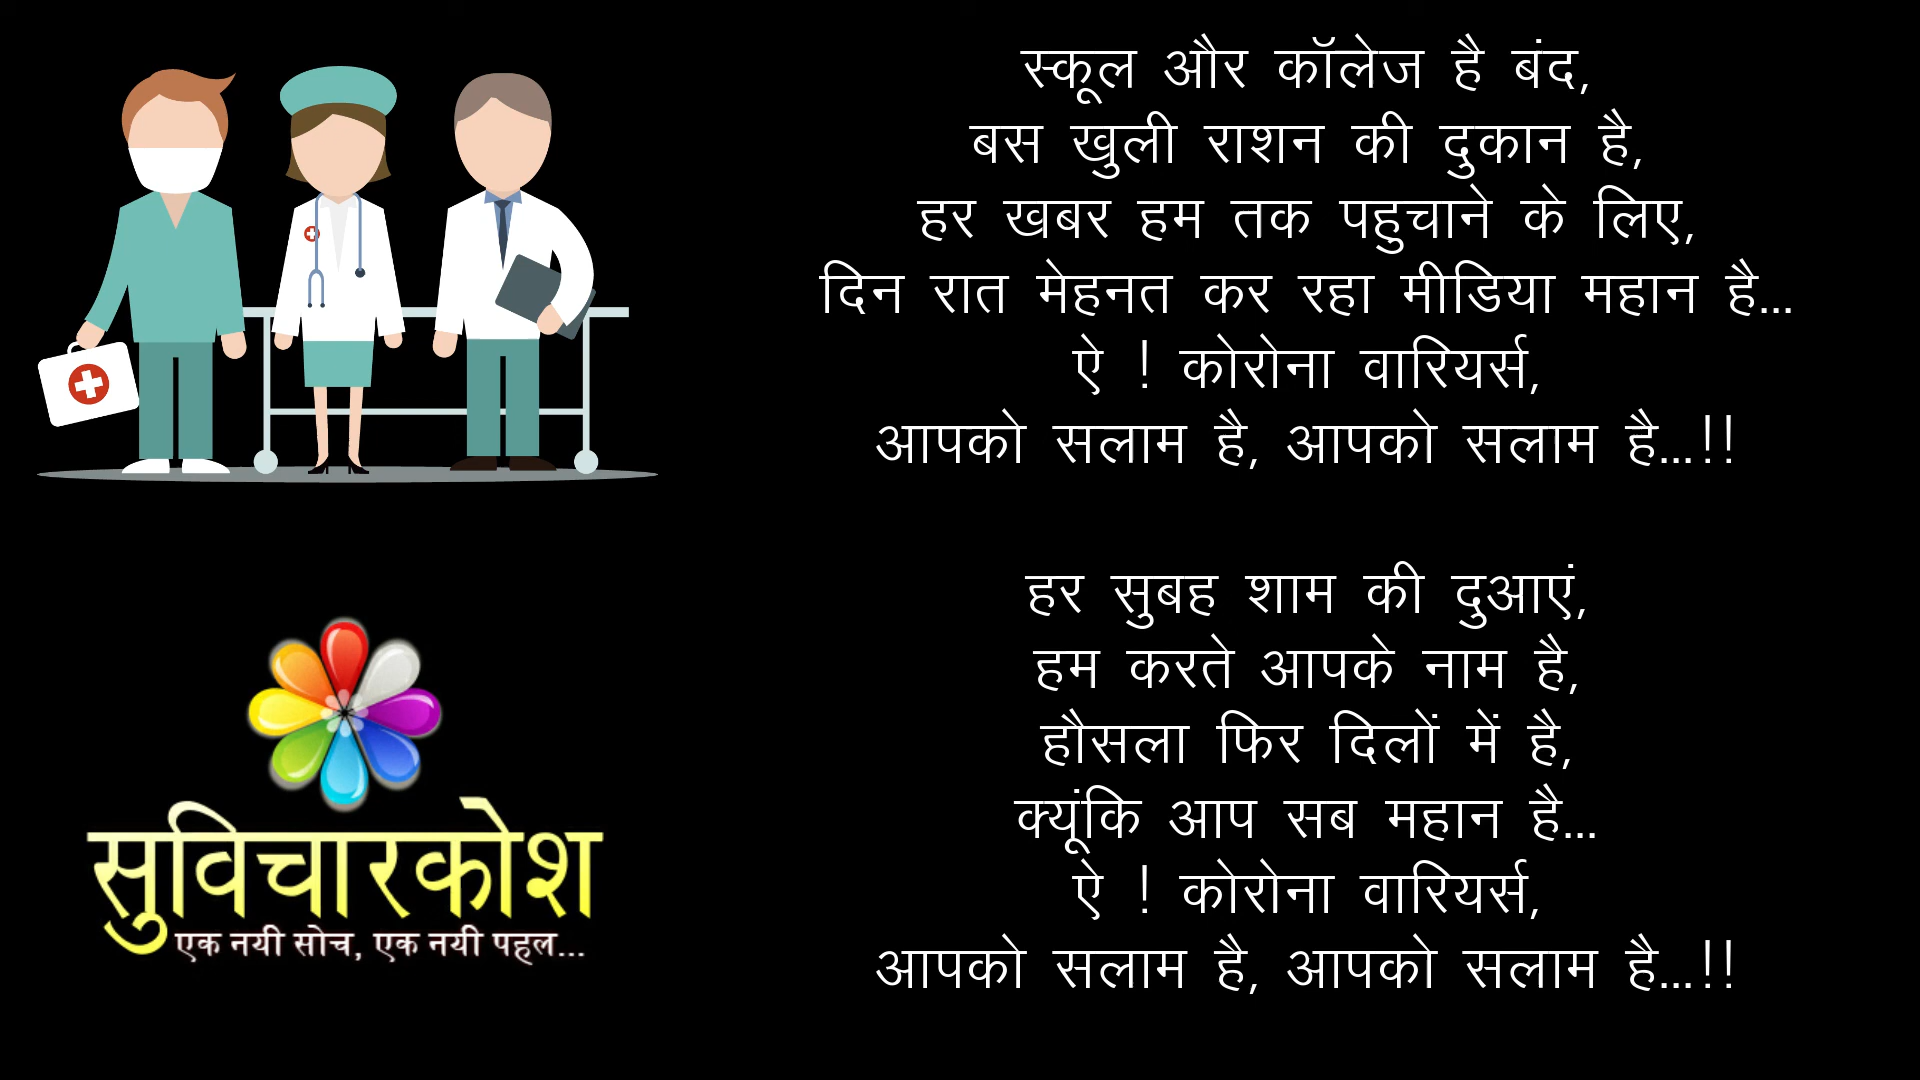 स्कूल और कॉलेज है बंद,
बस खुली राशन की दुकान है,
हर खबर हम तक पहुचाने के लिए,
दिन रात मेहनत कर रहा मीडिया महान है...
ऐ ! कोरोना वारियर्स,
आपको सलाम है, आपको सलाम है...!!
हर सुबह शाम की दुआएं,
हम करते आपके नाम है,
हौसला फिर दिलों में है,
क्यूंकि आप सब महान है...
ऐ ! कोरोना वारियर्स,
आपको सलाम है, आपको सलाम है...!!
सुविचारकोश
एक नयी सोच, एक नयी पहल...